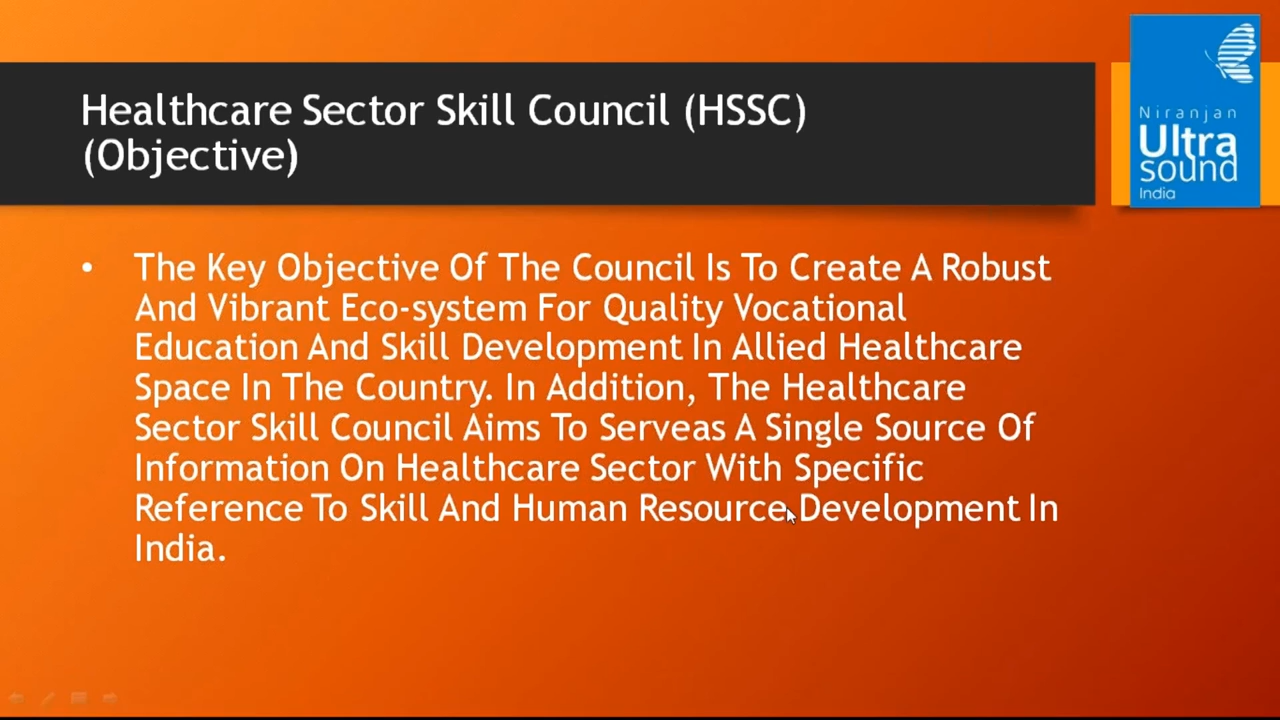 Healthcare Sector Skill Council (HSSC)
(Objective)
Niranjan
Ultra
sound
India
• The Key Objective Of The Council Is To Create A Robust
And Vibrant Eco-system For Quality Vocational
Education And Skill Development In Allied Healthcare
Space In The Country. In Addition, The Healthcare
Sector Skill Council Aims To Serveas A Single Source Of
Information On Healthcare Sector With Specific
Reference To Skill And Human Resource Development In
India.